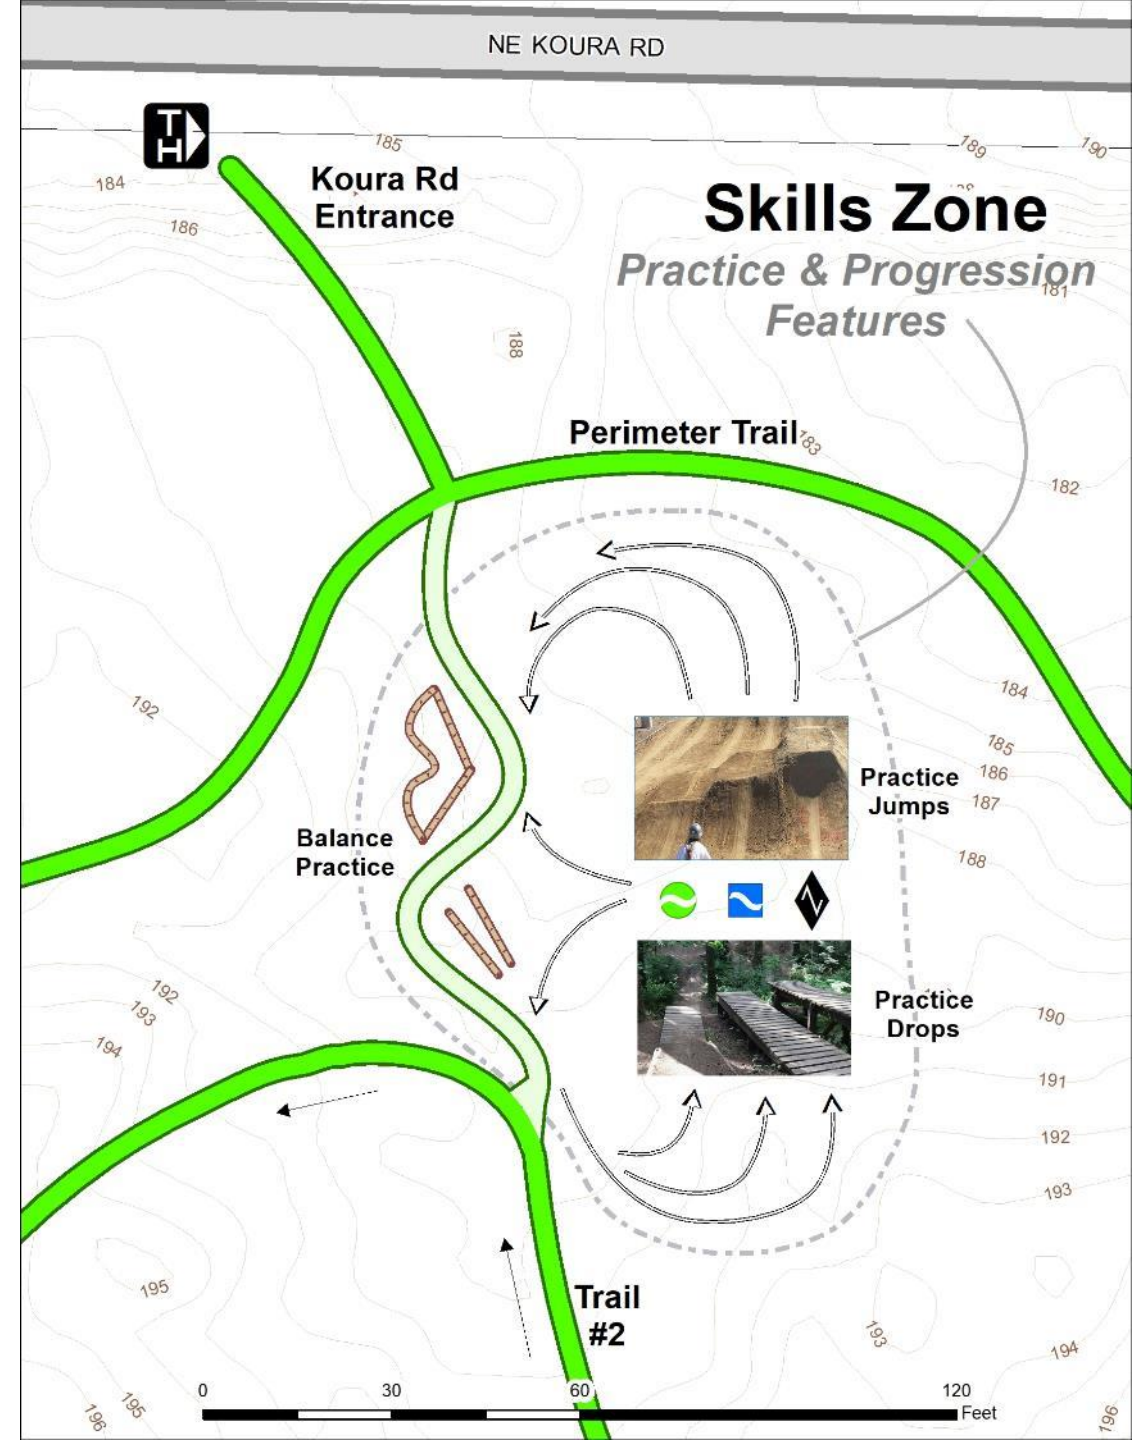 NE KOURA RD
T
H
185
189
190
184
186
Koura Rd
Entrance
Skills Zone
Practice & Progression
Features
181
188
Perimeter Trail
183
182
184
192
185
186
187
188
Practice
Jumps
Balance
Practice
192
193
194
Practice
Drops
190
191
192
193
195
Trail
#2
193
194
0
30
60
120
Feet
195
196
196